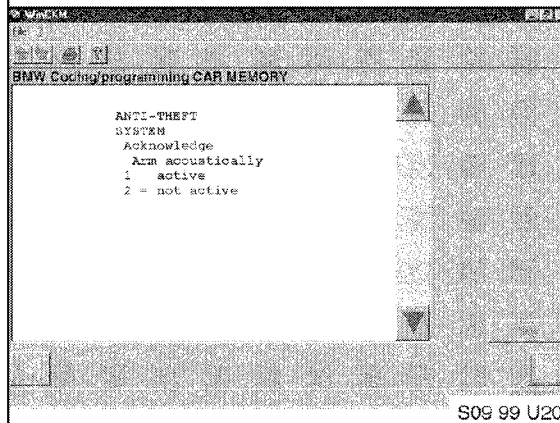 BMW Coding/programming CAR MEMORY
ANTI-THEFT
SYSTEM
Acknowledge
Arm acoustically
1 active
2 = not active
S09 99 U20